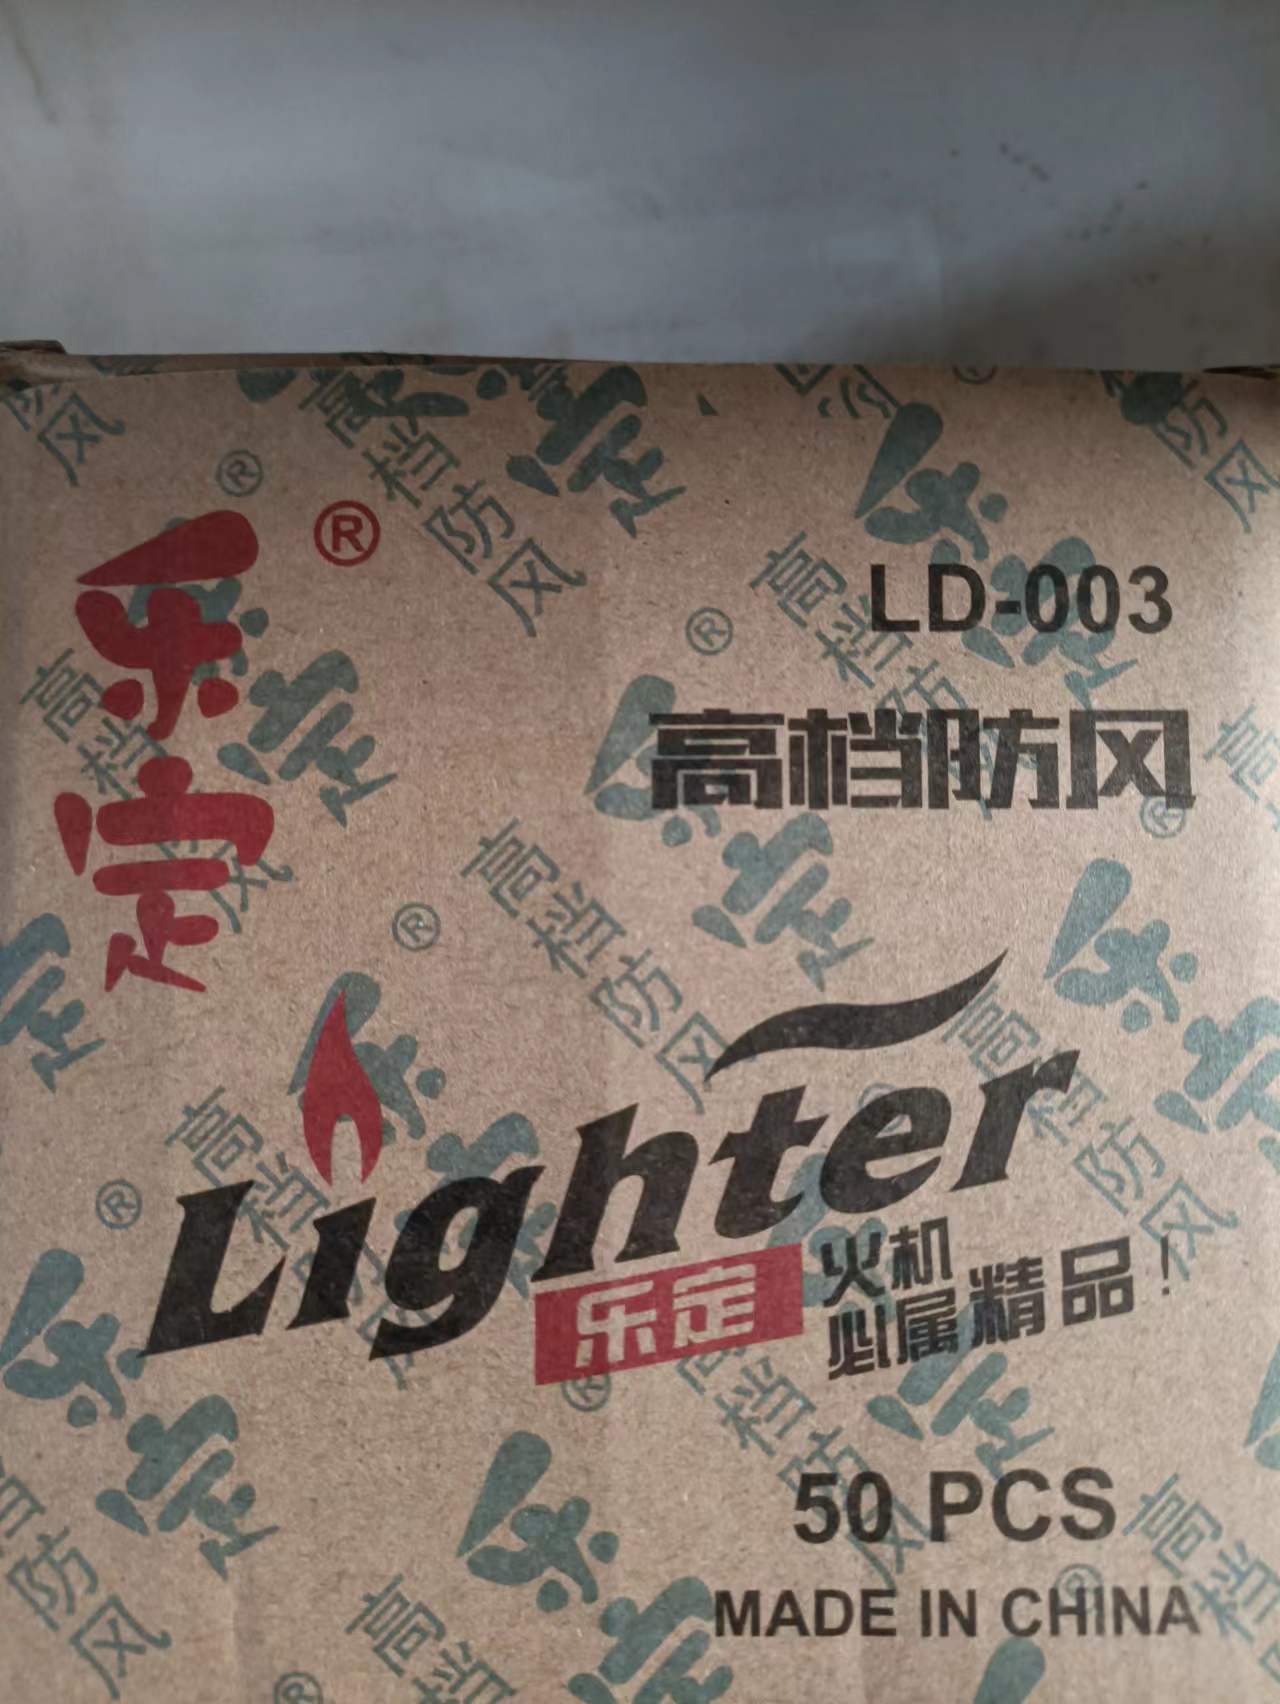 乐定®
LD-003
高档防风
Lighter
乐定 火机
必属精品！
50 PCS
MADE IN CHINA